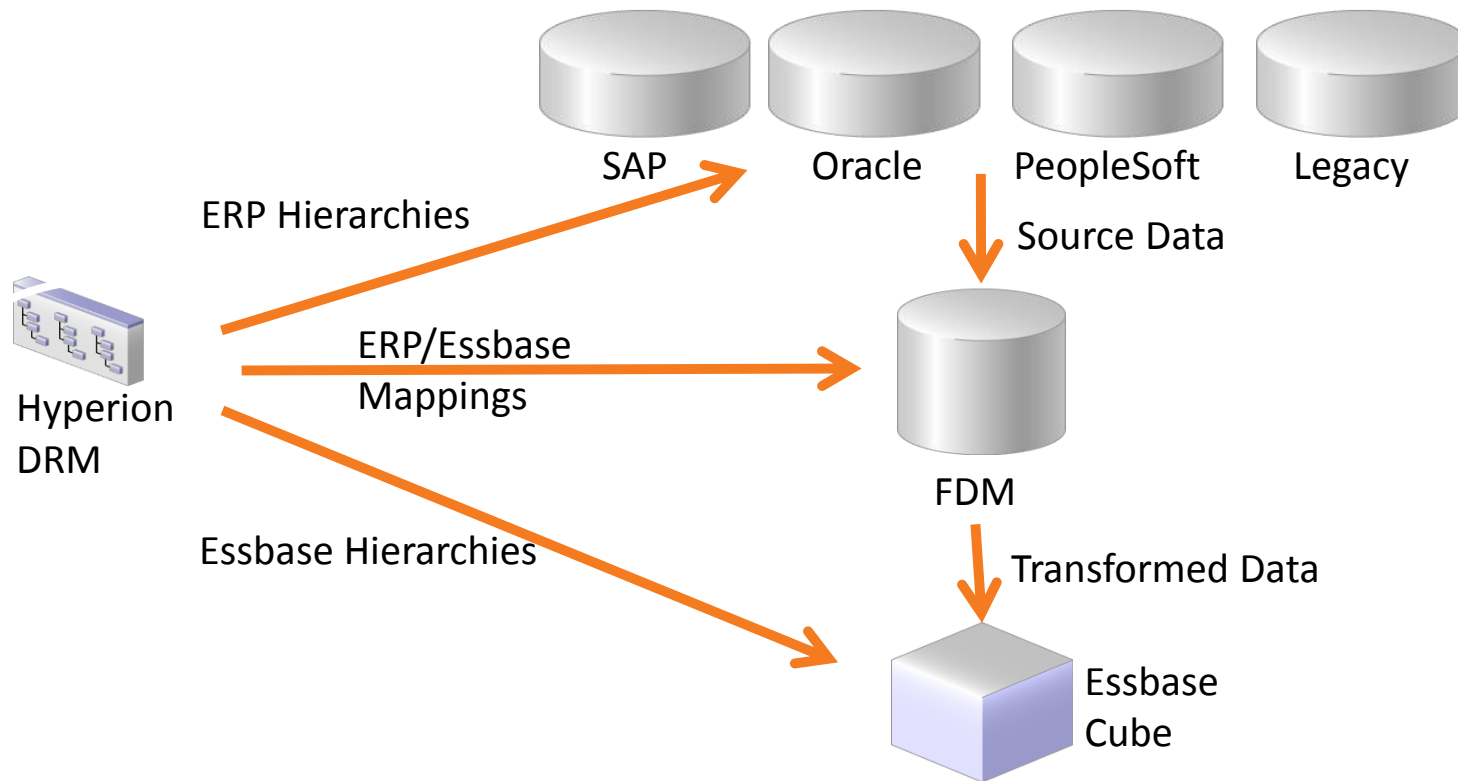 SAP
Oracle
PeopleSoft
Legacy
ERP Hierarchies
Source Data
ERP/Essbase
Mappings
Hyperion
DRM
FDM
Essbase Hierarchies
Transformed Data
Essbase
Cube